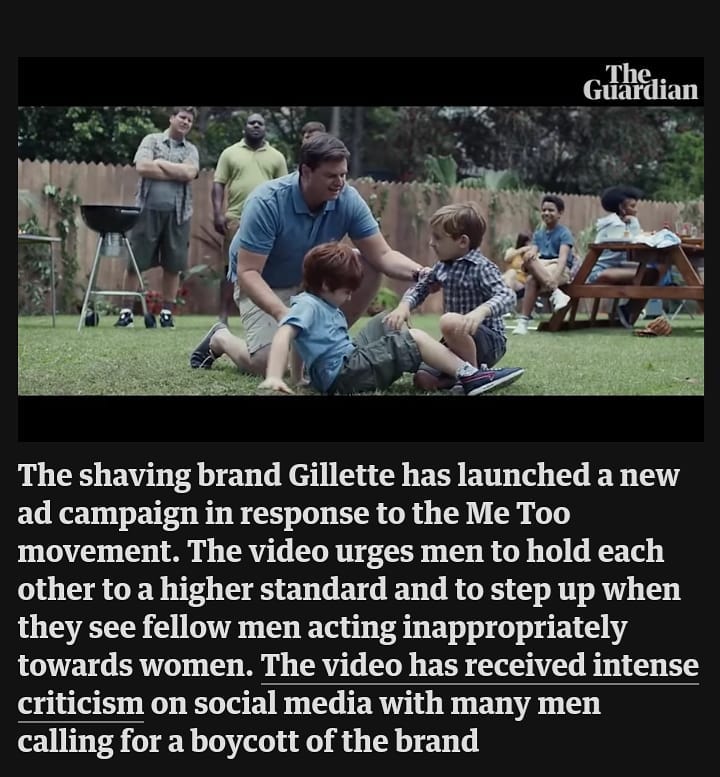 The
Guardian
The shaving brand Gillette has launched a new
ad campaign in response to the Me Too
movement. The video urges men to hold each
other to a higher standard and to step up when
they see fellow men acting inappropriately
towards women. The video has received intense
criticism on social media with many men
calling for a boycott of the brand